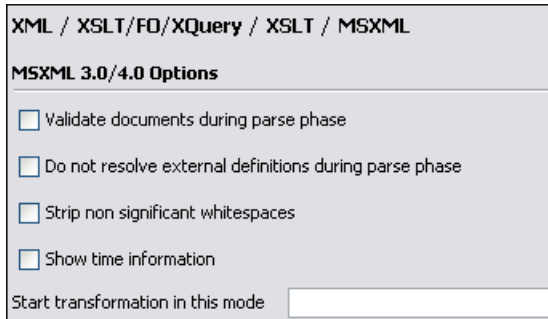 XML / XSLT/FO/XQuery / XSLT / MSXML
MSXML 3.0/4.0 Options
Validate documents during parse phase
Do not resolve external definitions during parse phase
Strip non significant whitespaces
Show time information
Start transformation in this mode